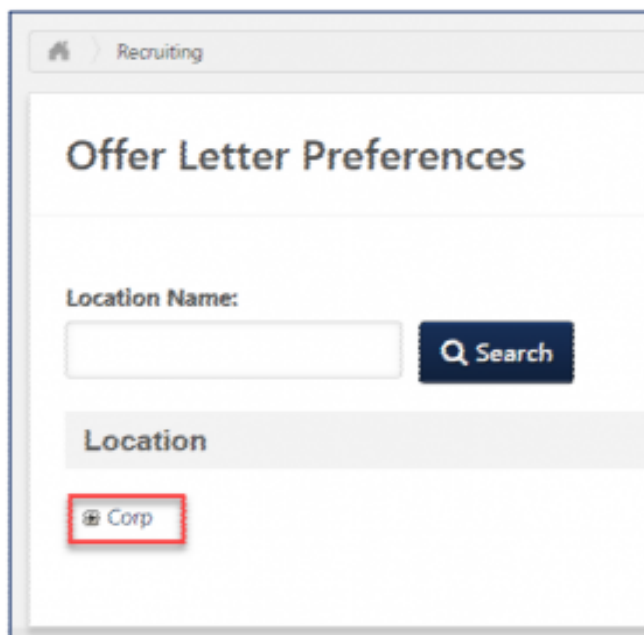 Recruiting
Offer Letter Preferences
Location Name:
Search
Location
Corp